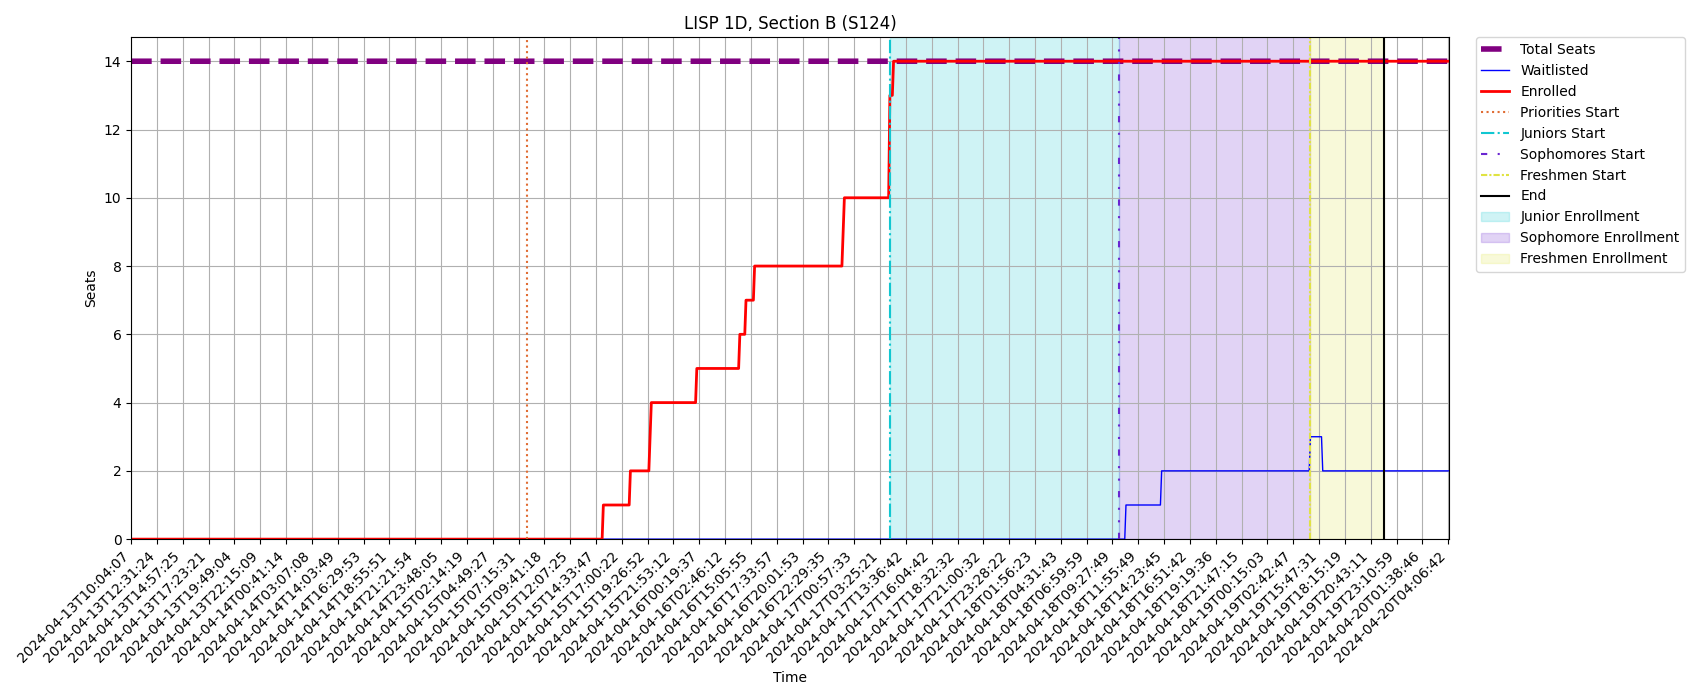 LISP 1D, Section B (S124)
14
12
10
8
6
4
2
0
Seats
2024-04-13T10:04:07
2024-04-13T12:31:24
2024-04-13T14:57:25
2024-04-13T17:23:21
2024-04-13T19:49:04
2024-04-13T22:15:09
2024-04-14T00:41:14
2024-04-14T03:07:08
2024-04-14T14:03:49
2024-04-14T16:29:53
2024-04-14T18:55:51
2024-04-14T21:21:54
2024-04-14T23:48:05
2024-04-15T02:14:19
2024-04-15T04:49:27
2024-04-15T07:15:31
2024-04-15T09:41:18
2024-04-15T12:07:25
2024-04-15T14:33:47
2024-04-15T17:00:22
2024-04-15T19:26:52
2024-04-15T21:53:12
2024-04-16T00:19:37
2024-04-16T02:46:12
2024-04-16T15:05:55
2024-04-16T17:33:57
2024-04-16T20:01:53
2024-04-16T22:29:35
2024-04-17T00:57:33
2024-04-17T03:25:21
2024-04-17T13:36:42
2024-04-17T16:04:42
2024-04-17T18:32:32
2024-04-17T21:00:32
2024-04-17T23:28:22
2024-04-18T01:56:23
2024-04-18T04:31:43
2024-04-18T06:59:59
2024-04-18T09:27:49
2024-04-18T11:55:49
2024-04-18T14:23:45
2024-04-18T16:51:42
2024-04-18T19:19:36
2024-04-18T21:47:15
2024-04-19T00:15:03
2024-04-19T02:42:47
2024-04-19T15:47:31
2024-04-19T18:15:19
2024-04-19T20:43:11
2024-04-19T23:10:59
2024-04-20T01:38:46
2024-04-20T04:06:42
Time
Total Seats
Waitlisted
Enrolled
Priorities Start
Juniors Start
Sophomores Start
Freshmen Start
End
Junior Enrollment
Sophomore Enrollment
Freshmen Enrollment